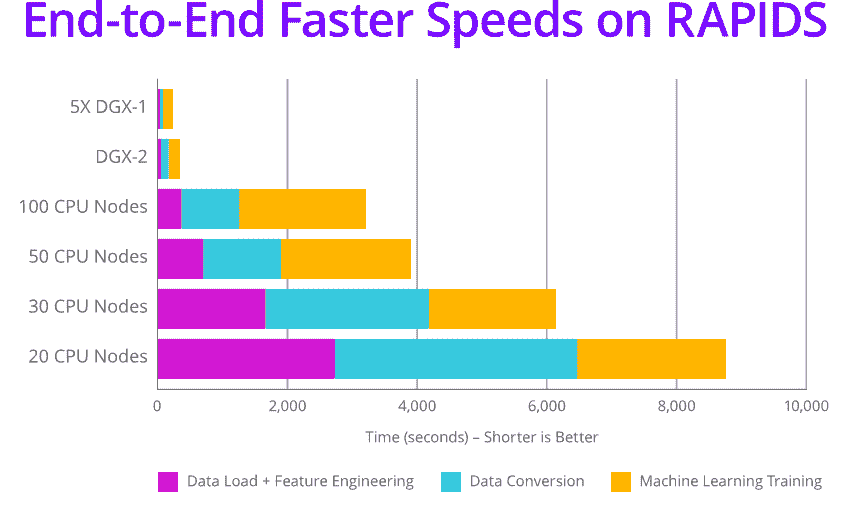 End-to-End Faster Speeds on RAPIDS
5X DGX-1
DGX-2
100 CPU Nodes
50 CPU Nodes
30 CPU Nodes
20 CPU Nodes
0 2,000 4,000 6,000 8,000 10,000
Time (seconds) – Shorter is Better
Data Load + Feature Engineering Data Conversion Machine Learning Training